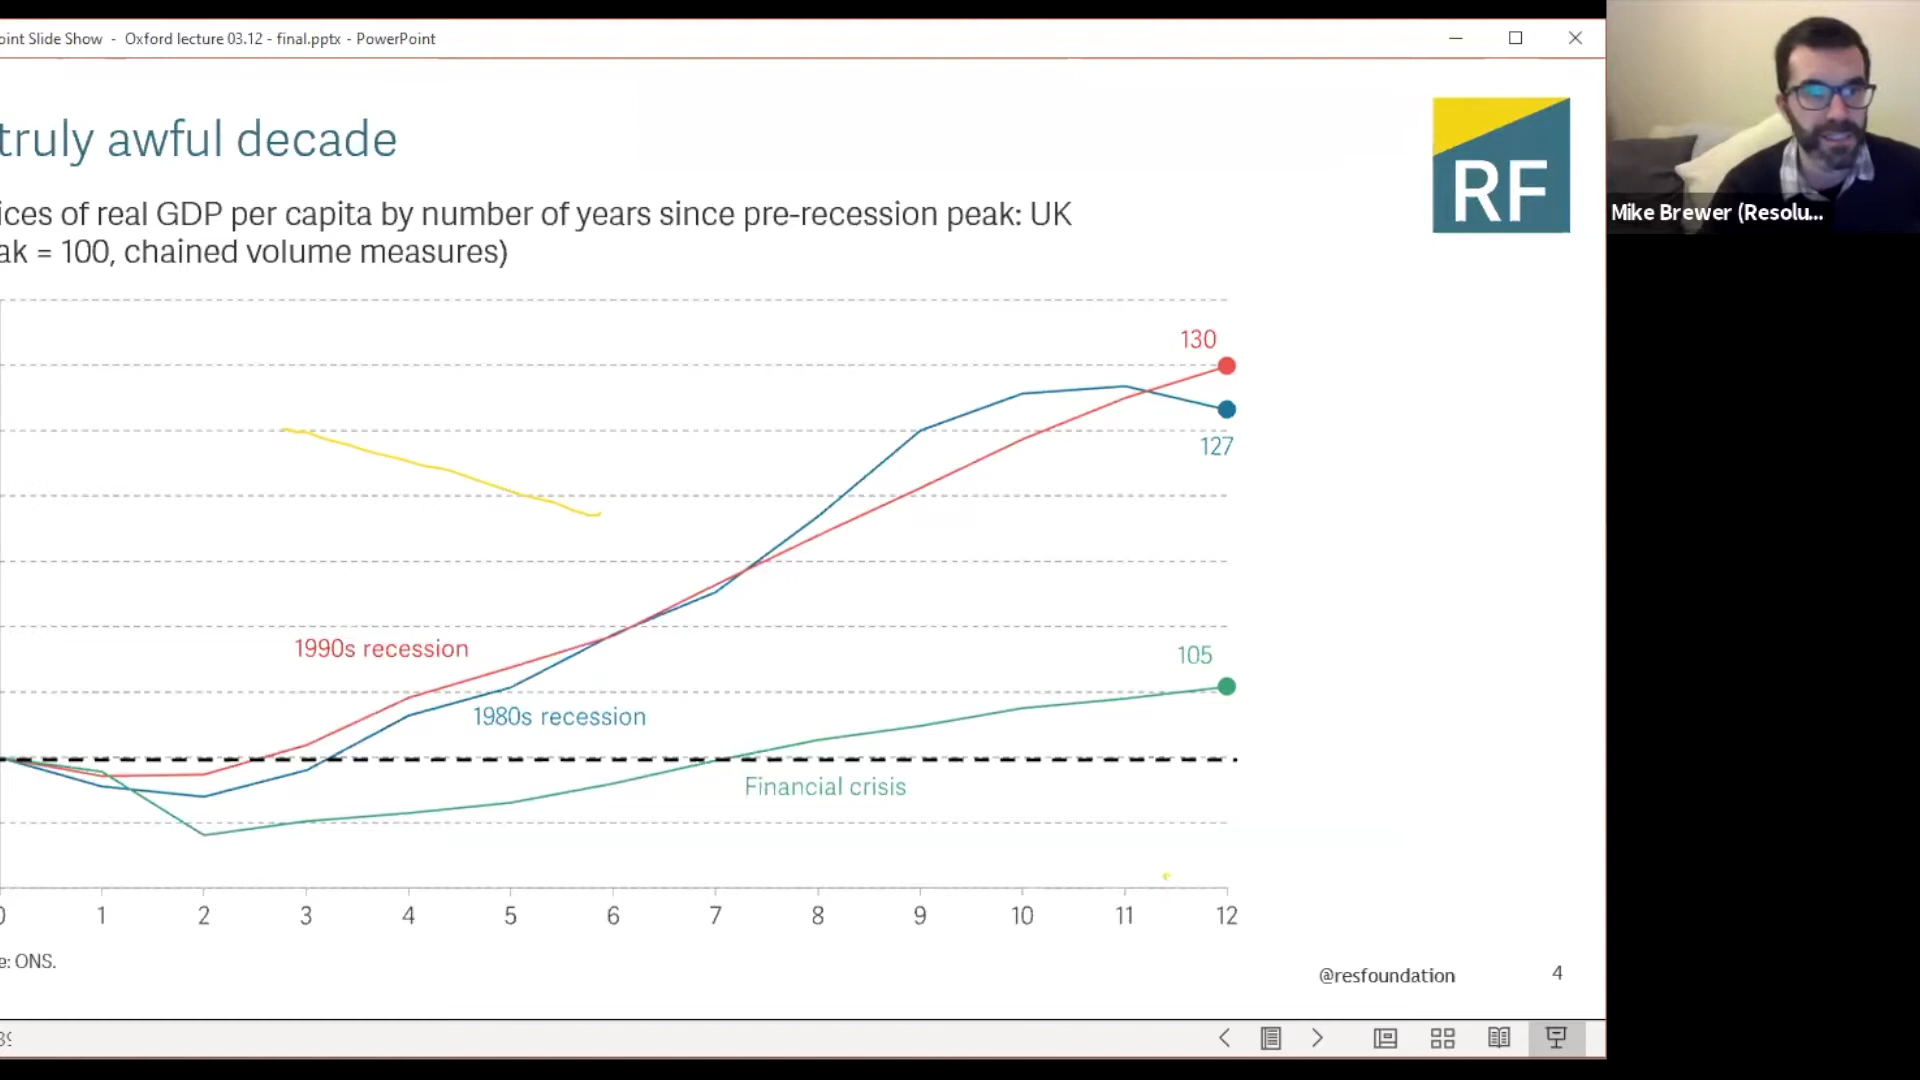 oint Slide Show - Oxford lecture 03.12 - final.pptx - PowerPoint
truly awful decade
RF
Mike Brewer (Resolu...
ices of real GDP per capita by number of years since pre-recession peak: UK
ak = 100, chained volume measures)
130
127
1990s recession
105
1980s recession
Financial crisis
0 1 2 3 4 5 6 7 8 9 10 11 12
e: ONS.
@resfoundation 4